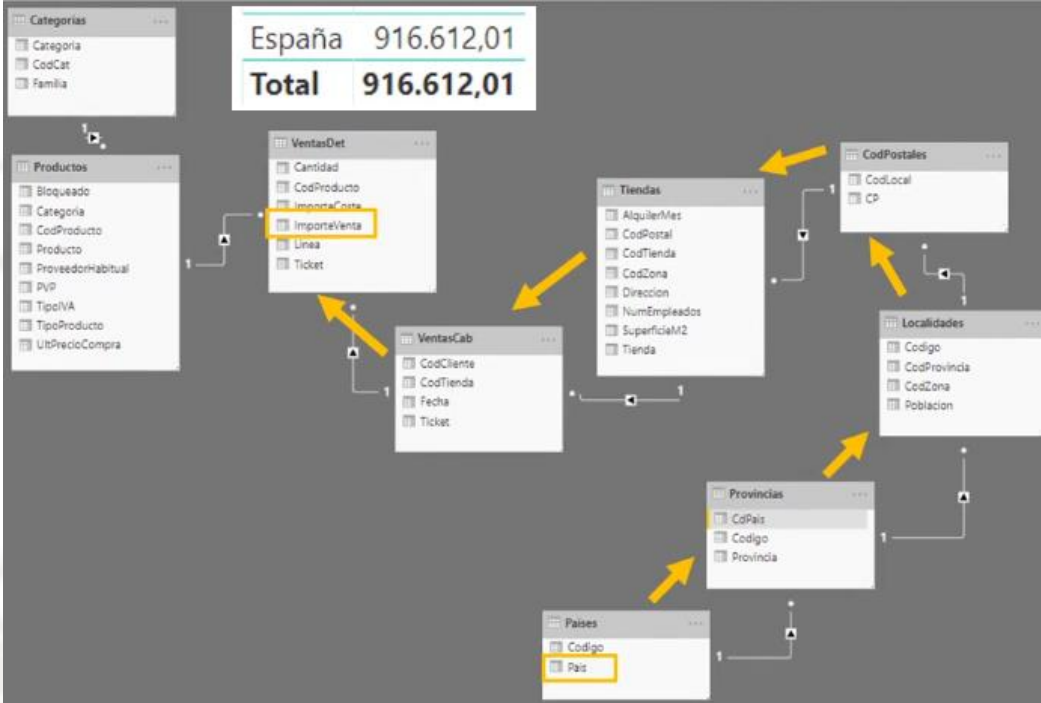 Categorias
Categoria
CodCat
Familia
España 916.612,01
Total 916.612,01
1
Productos
Bloqueado
Categoria
CodProducto
Producto
ProveedorHabitual
PVP
TipoIVA
TipoProducto
UltPrecioCompra
1
VentasDet
Cantidad
CodProducto
ImporteCoste
ImporteVenta
Linea
Ticket
1
VentasCab
CodCliente
CodTienda
Fecha
Ticket
1
Tiendas
AlquilerMes
CodPostal
CodTienda
CodZona
Direccion
NumEmpleados
SuperficieM2
Tienda
1
CodPostales
CodLocal
CP
1
Localidades
Codigo
CodProvincia
CodZona
Poblacion
1
Provincias
CdPais
Codigo
Provincia
1
Paises
Codigo
Pais